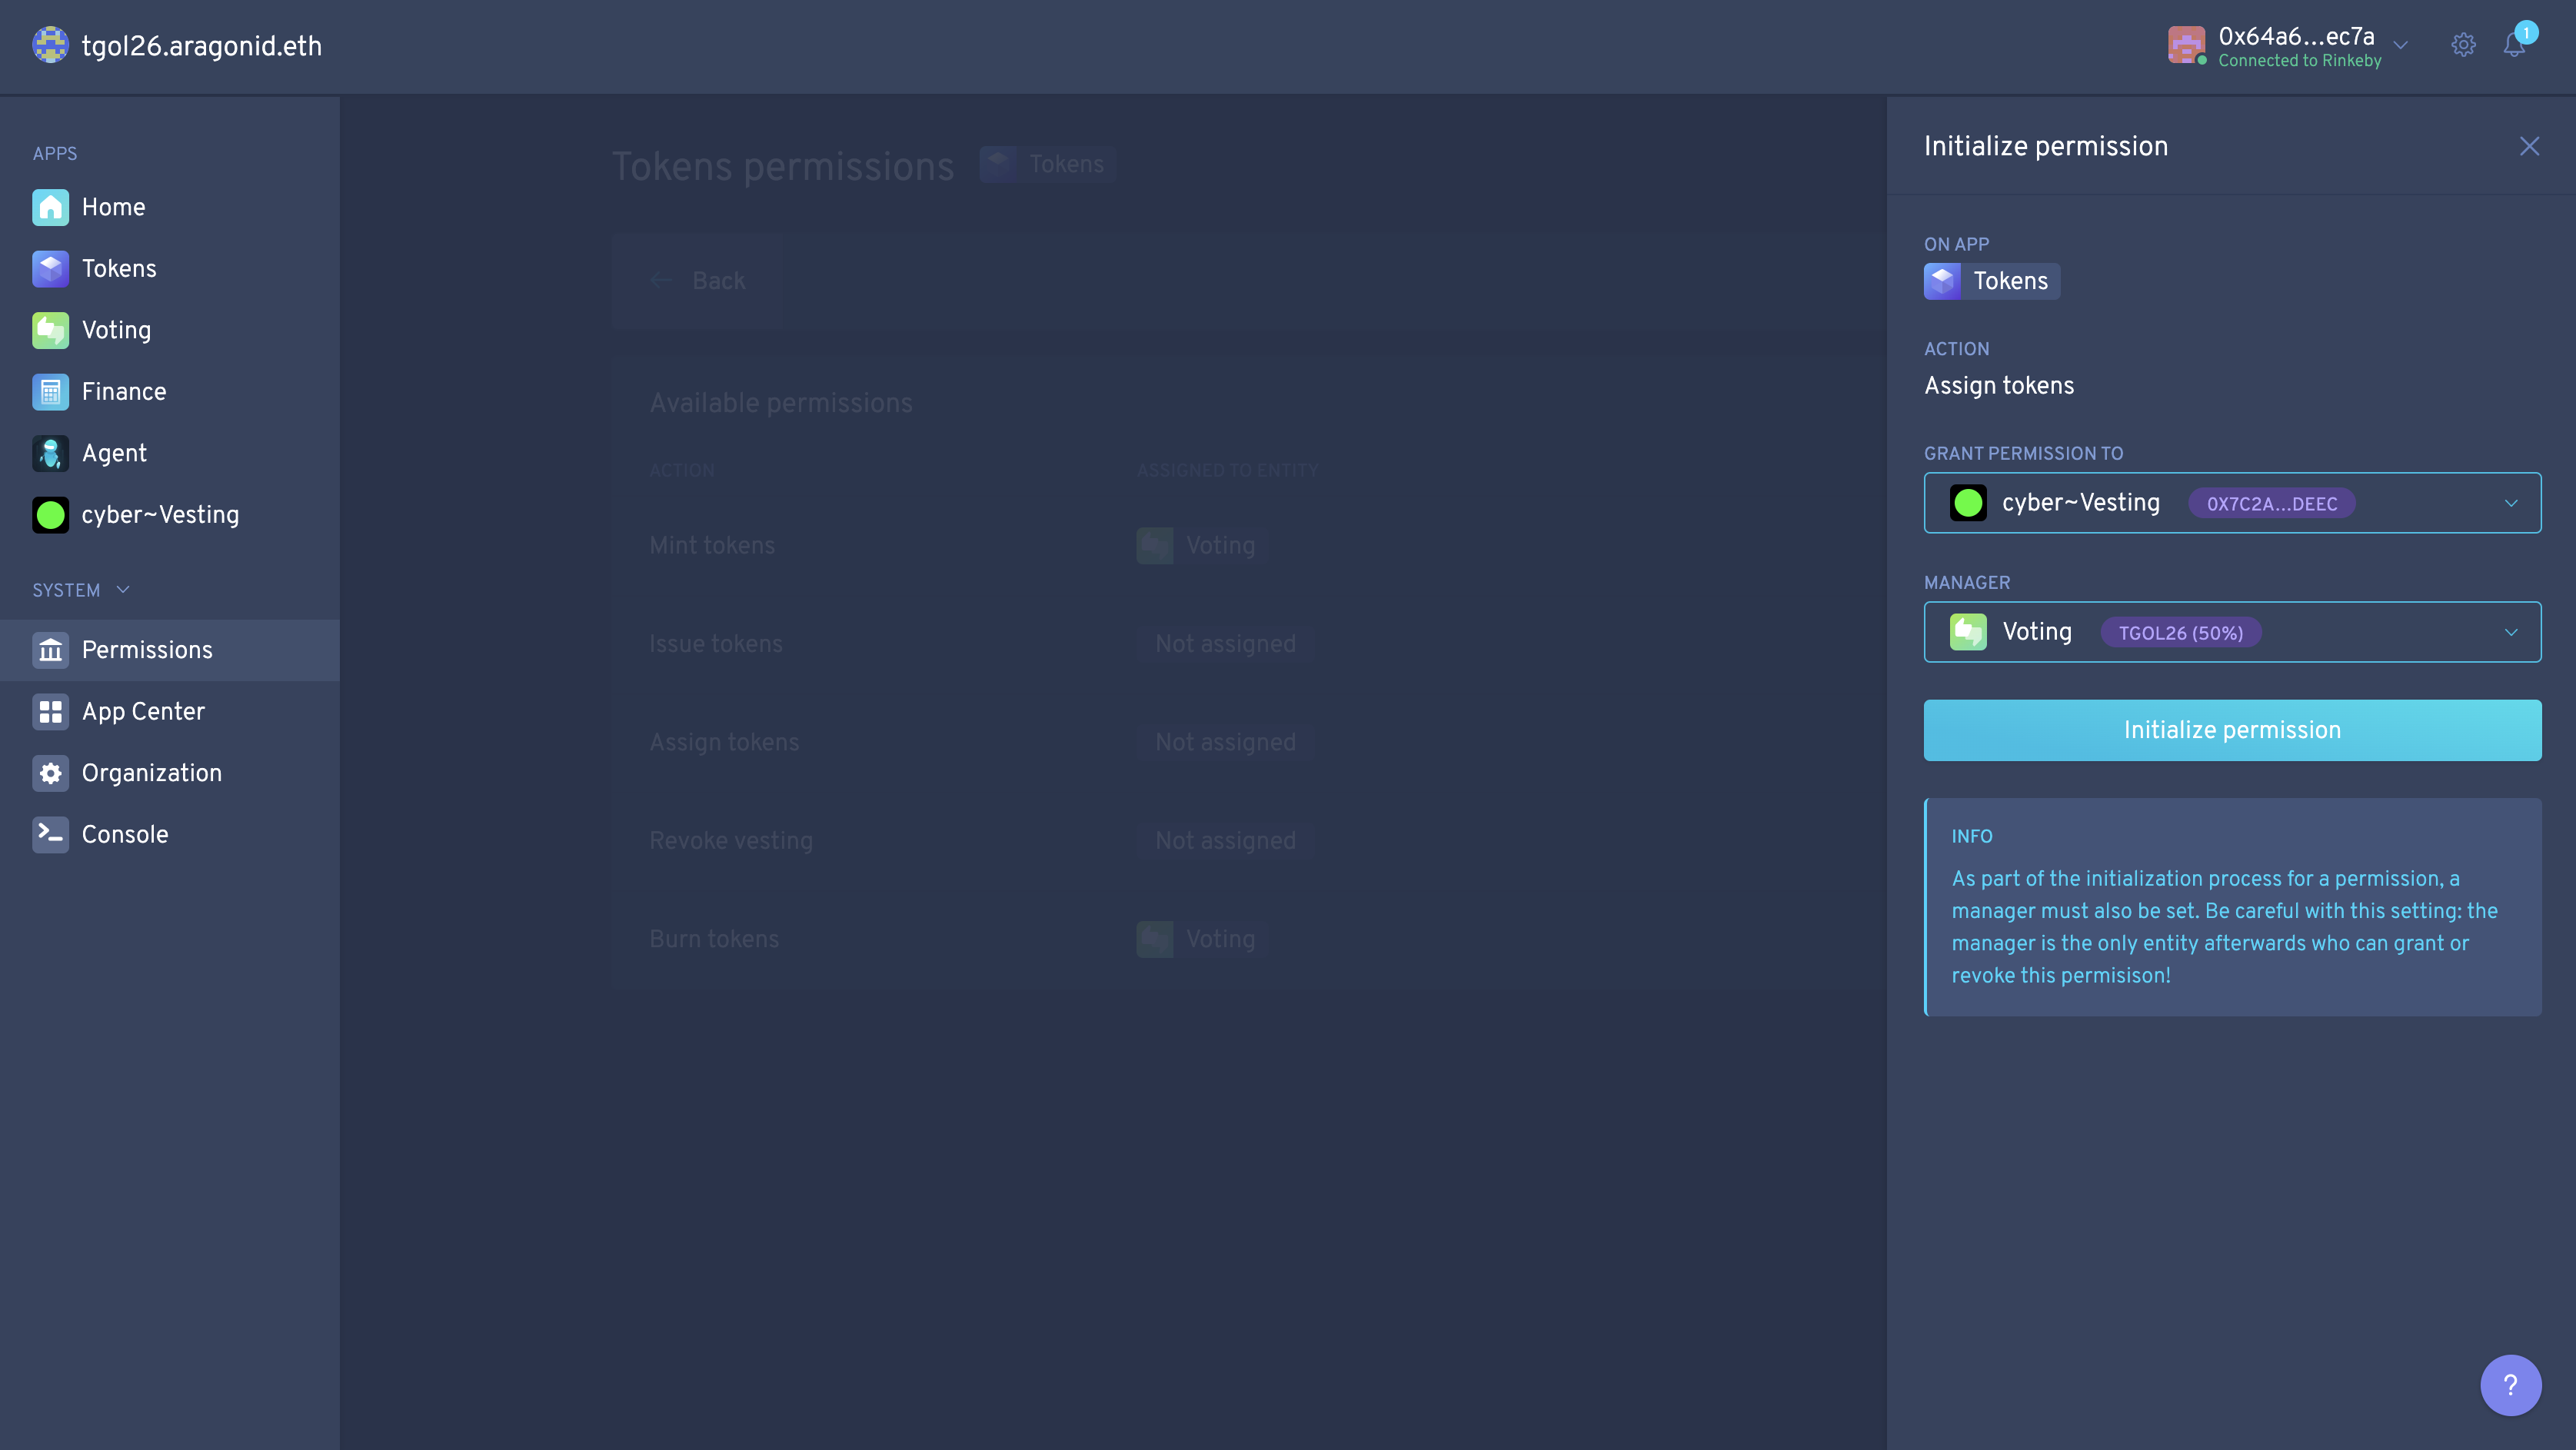 tgol26.aragonid.eth
0x64a6...ec7a
Connected to Rinkeby
1
APPS
Home
Tokens
Voting
Finance
Agent
cyber~Vesting
SYSTEM
Permissions
App Center
Organization
Console
Tokens permissions
Tokens
Back
Available permissions
ACTION
ASSIGNED TO ENTITY
Mint tokens
Voting
Issue tokens
Not assigned
Assign tokens
Not assigned
Revoke vesting
Not assigned
Burn tokens
Voting
Initialize permission
ON APP
Tokens
ACTION
Assign tokens
GRANT PERMISSION TO
cyber~Vesting 0X7C2A...DEEC
MANAGER
Voting TGOL26 (50%)
Initialize permission
INFO
As part of the initialization process for a permission, a
manager must also be set. Be careful with this setting: the
manager is the only entity afterwards who can grant or
revoke this permisison!
?